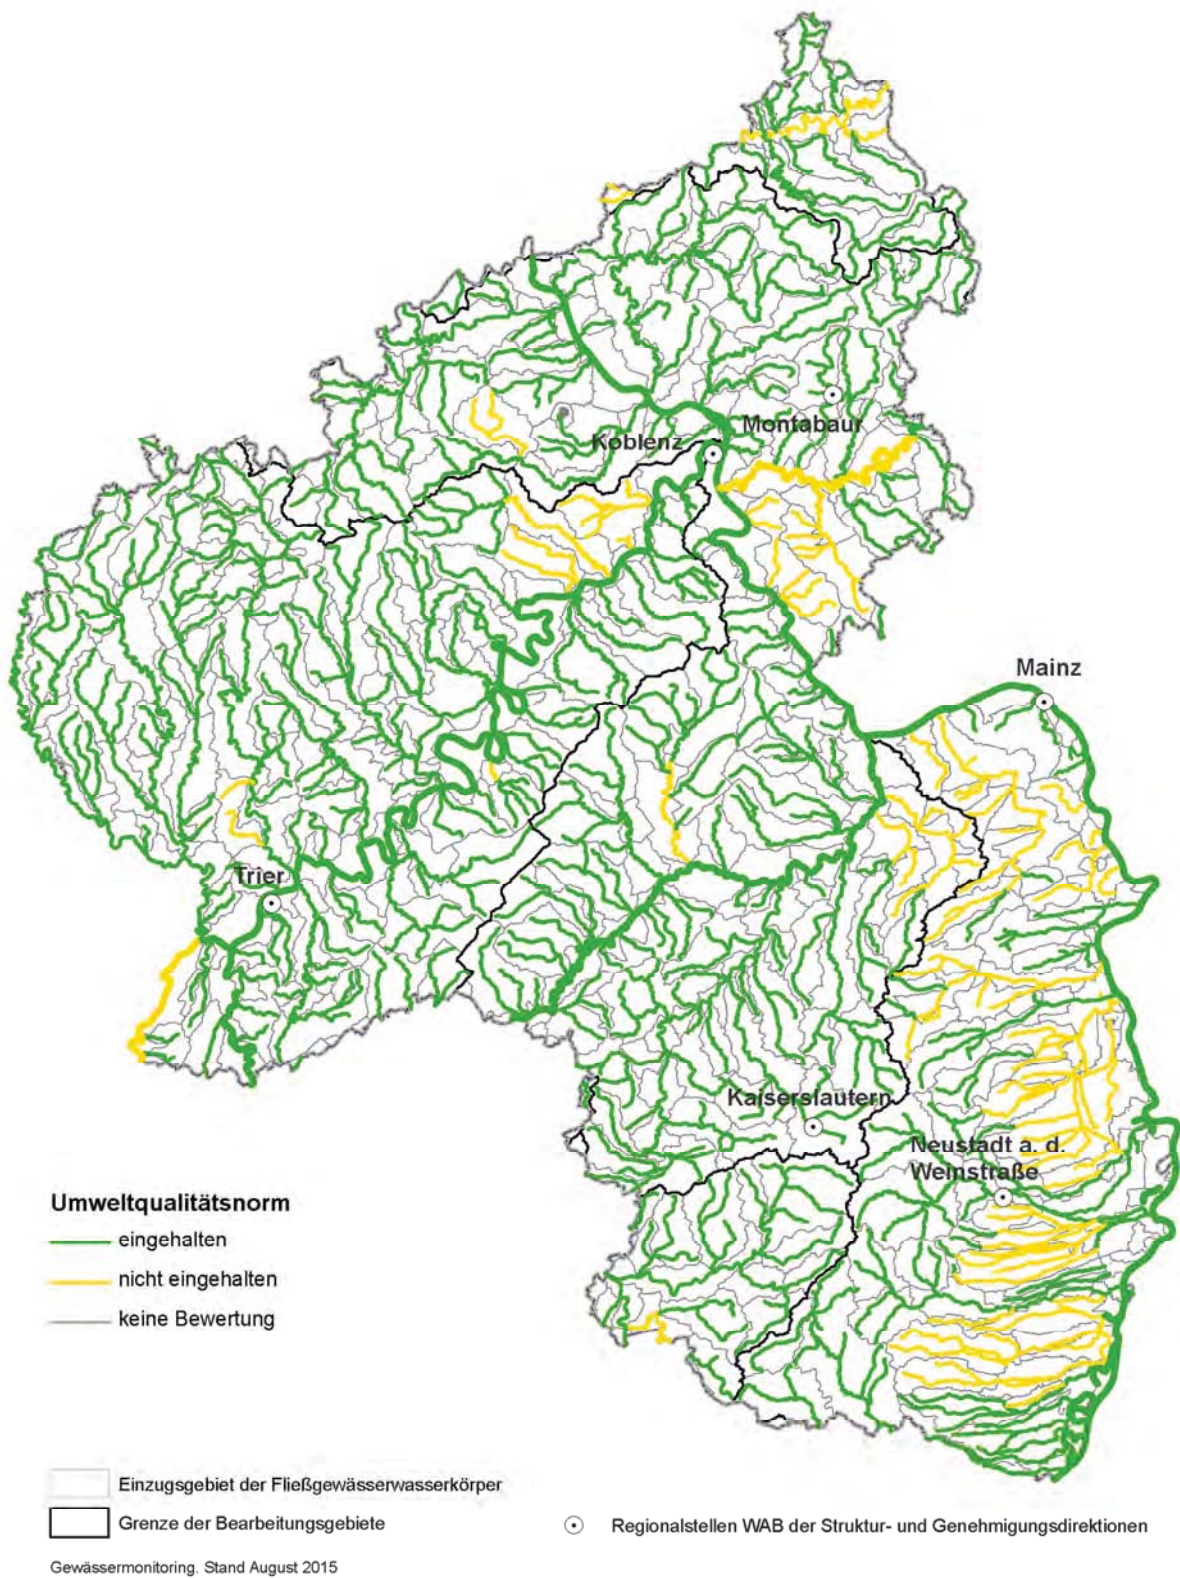 Montabaur
Koblenz
Mainz
Trier
Kaiserslautern
Neustadt a. d.
Weinstraße
Umweltqualitätsnorm
eingehalten
nicht eingehalten
keine Bewertung
Einzugsgebiet der Fließgewässerwasserkörper
Grenze der Bearbeitungsgebiete
Regionalstellen WAB der Struktur- und Genehmigungsdirektionen
Gewässermonitoring. Stand August 2015